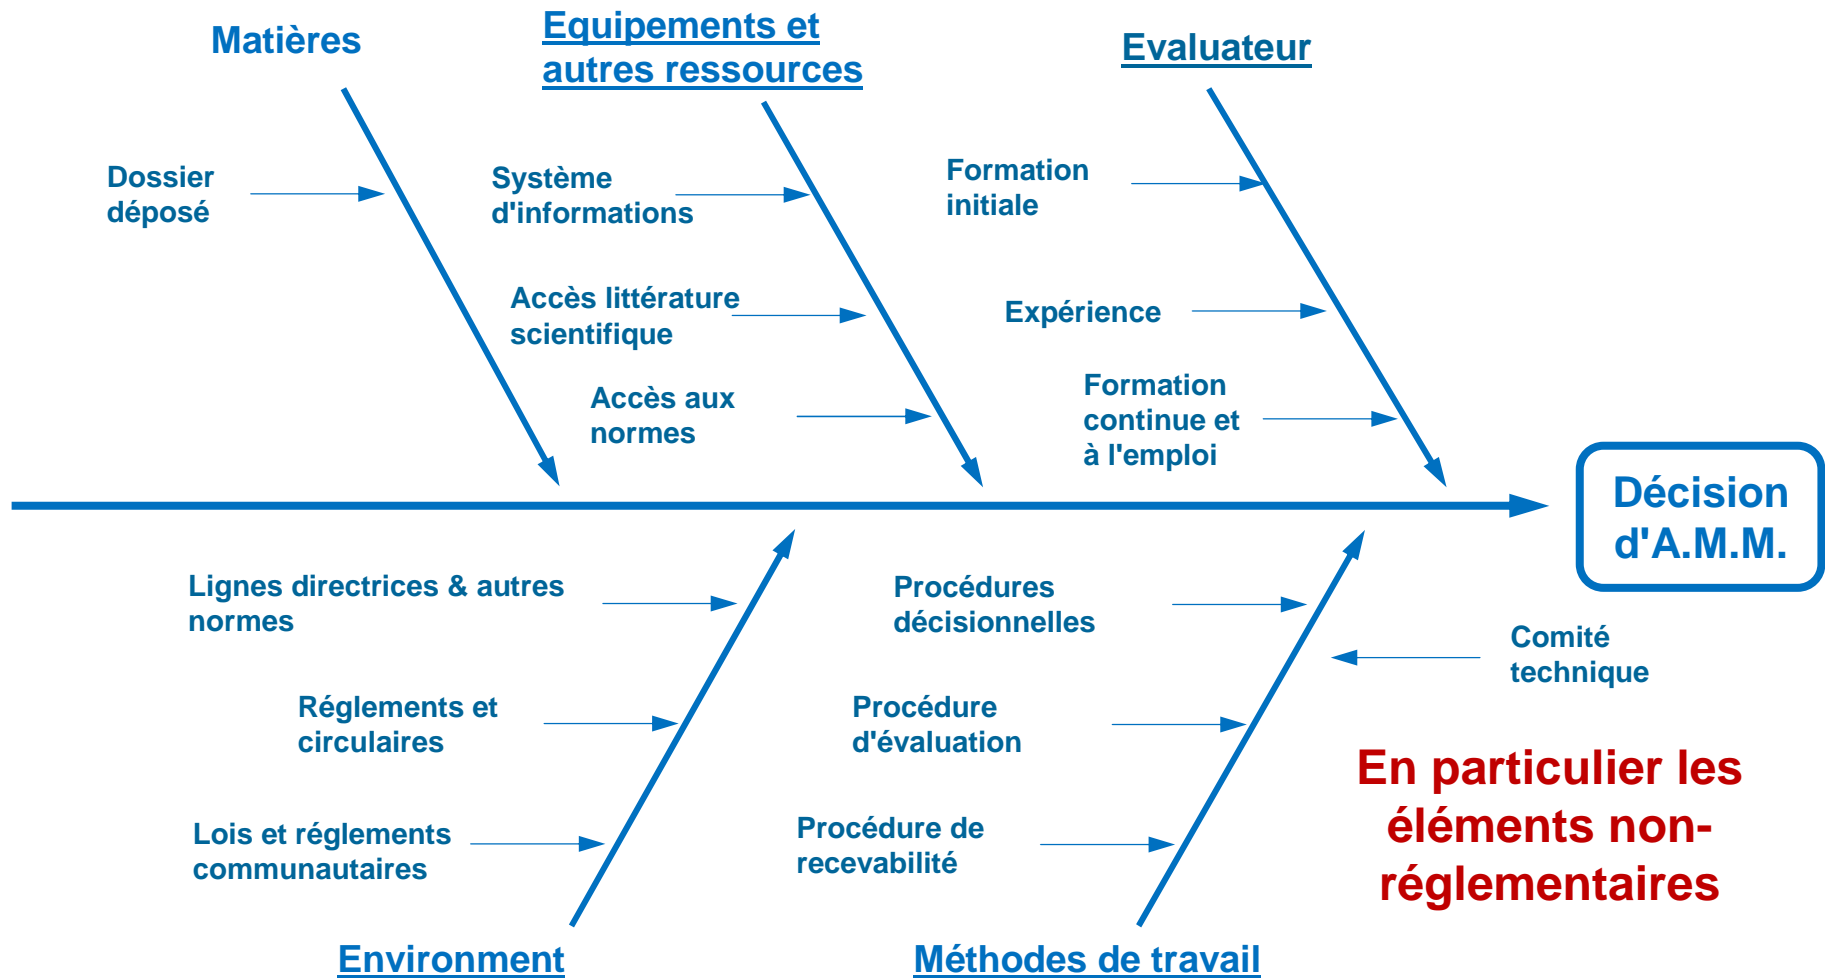 Matières
Equipements et
autres ressources
Evaluateur
Dossier
déposé
Système
d'informations
Accès littérature
scientifique
Accès aux
normes
Formation
initiale
Expérience
Formation
continue et
à l'emploi
Décision
d'A.M.M.
Lignes directrices & autres
normes
Réglements et
circulaires
Lois et réglements
communautaires
Procédures
décisionnelles
Procédure
d'évaluation
Procédure de
recevabilité
Comité
technique
En particulier les
éléments non-
réglementaires
Environment
Méthodes de travail